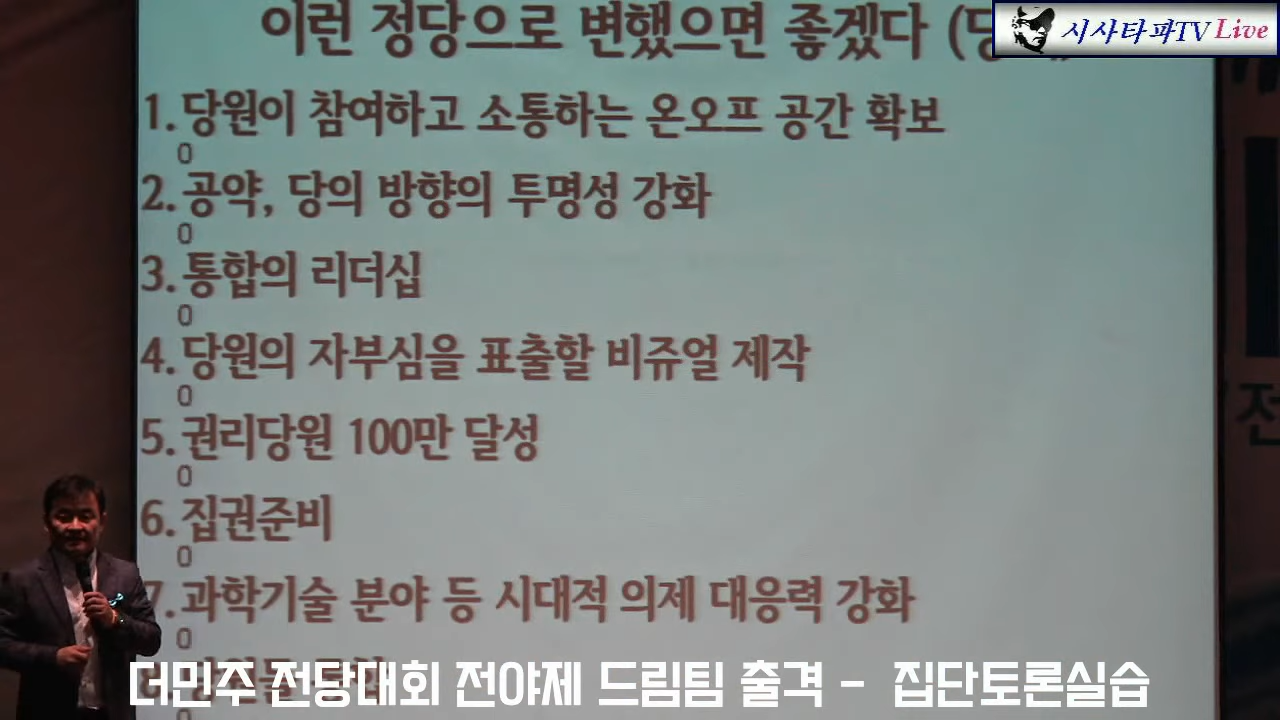 이런 정당으로 변했으면 좋겠다
시사타파TV Live
1. 당원이 참여하고 소통하는 온오프 공간 확보
0
2. 공약, 당의 방향의 투명성 강화
0
3. 통합의 리더십
0
4. 당원의 자부심을 표출할 비쥬얼 제작
0
5. 권리당원 100만 달성
0
6. 집권준비
0
7. 과학기술 분야 등 시대적 의제 대응력 강화
0
더민주 전당대회 전야제 드림팀 출격 - 집단토론실습
전